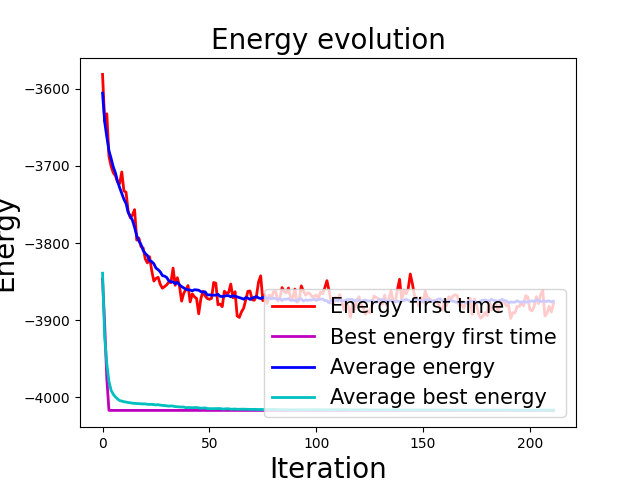 Energy evolution
Energy
−3600
−3700
−3800
−3900
−4000
0
50
100
150
200
Iteration
Energy first time
Best energy first time
Average energy
Average best energy